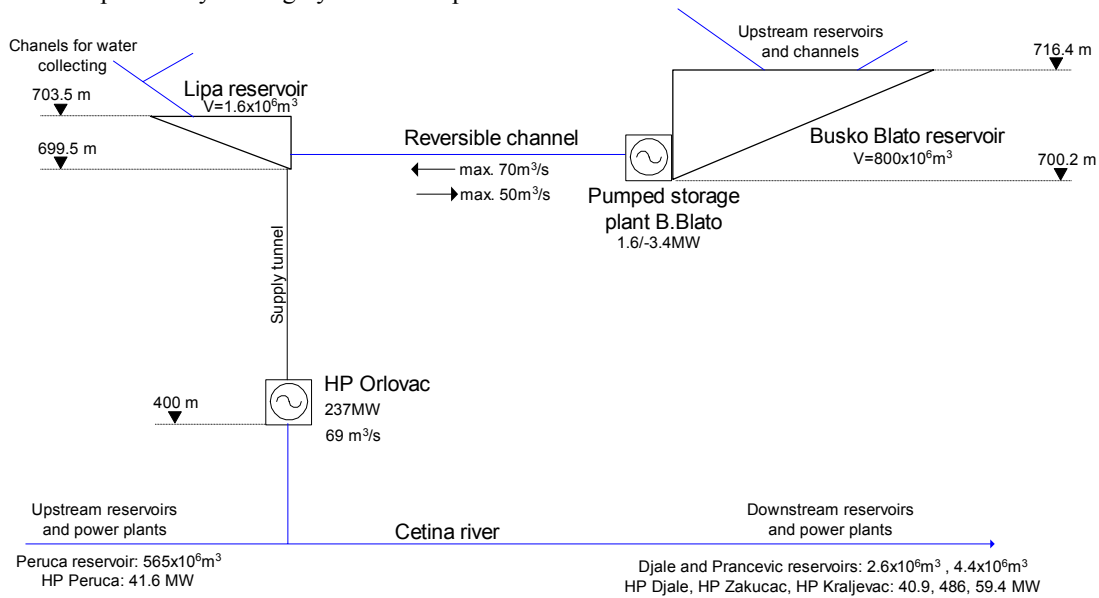 Chanels for water
collecting
703.5 m
Lipa reservoir
V=1.6x10⁶m³
699.5 m
Upstream reservoirs
and channels
716.4 m
Reversible channel
max. 70m³/s
max. 50m³/s
Busko Blato reservoir
V=800x10⁶m³
700.2 m
Pumped storage
plant B.Blato
1.6/-3.4MW
Supply tunnel
HP Orlovac
237MW
69 m³/s
400 m
Upstream reservoirs
and power plants
Cetina river
Downstream reservoirs
and power plants
Peruca reservoir: 565x10⁶m³
HP Peruca: 41.6 MW
Djale and Prancevic reservoirs: 2.6x10⁶m³ , 4.4x10⁶m³
HP Djale, HP Zakucac, HP Kraljevac: 40.9, 486, 59.4 MW